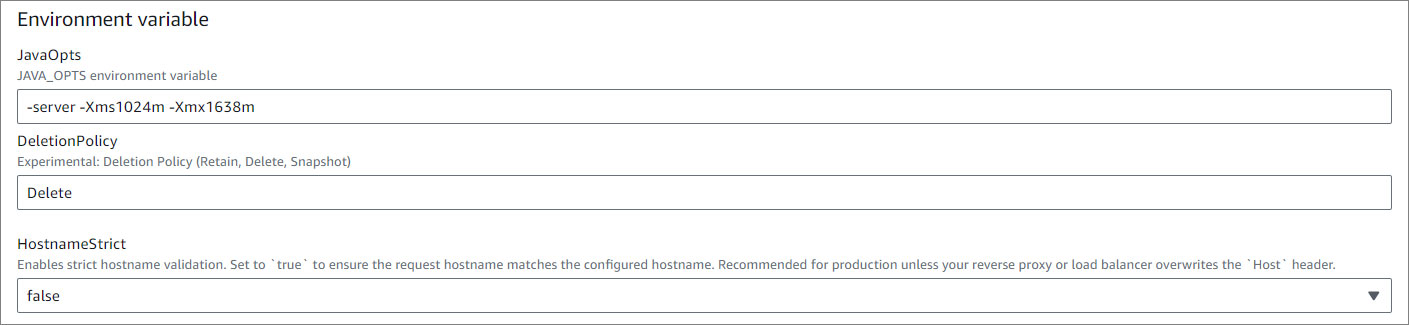 Environment variable
JavaOpts
JAVA_OPTS environment variable
-server -Xms1024m -Xmx1638m
DeletionPolicy
Experimental: Deletion Policy (Retain, Delete, Snapshot)
Delete
HostnameStrict
Enables strict hostname validation. Set to `true` to ensure the request hostname matches the configured hostname. Recommended for production unless your reverse proxy or load balancer overwrites the `Host` header.
false